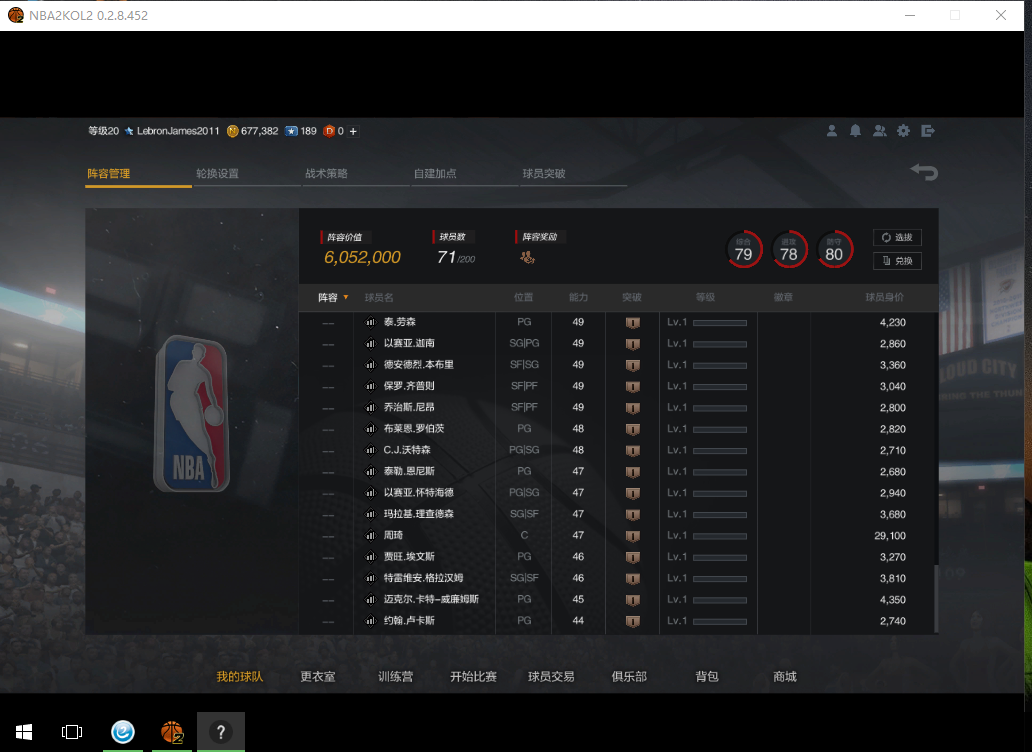 NBA2KOL2 0.2.8.452
等级20 LebronJames2011 677,382 189 0 +
阵容管理 轮换设置 战术策略 自建加点 球员突破
阵容价值 球员数 阵容奖励
6,052,000 71/200
综合 79 进攻 78 防守 80
选拔
兑换
阵容 球员名 位置 能力 突破 等级 徽章 球员身价
-- 泰.劳森 PG 49 Lv.1 4,230
-- 以赛亚.迦南 SG|PG 49 Lv.1 2,860
-- 德安德烈.本布里 SF|SG 49 Lv.1 3,360
-- 保罗.齐普则 SF|PF 49 Lv.1 3,040
-- 乔治斯.尼昂 SF|PF 49 Lv.1 2,800
-- 布莱恩.罗伯茨 PG 48 Lv.1 2,820
-- C.J.沃特森 PG|SG 48 Lv.1 2,710
-- 泰勒.恩尼斯 PG 47 Lv.1 2,680
-- 以赛亚.怀特海德 PG|SG 47 Lv.1 2,940
-- 玛拉基.理查德森 SG|SF 47 Lv.1 3,680
-- 周琦 C 47 Lv.1 29,100
-- 贾旺.埃文斯 PG 46 Lv.1 3,270
-- 特雷维安.格拉汉姆 SG|SF 46 Lv.1 3,810
-- 迈克尔.卡特-威廉姆斯 PG 45 Lv.1 4,350
-- 约翰.卢卡斯 PG 44 Lv.1 2,740
NBA
LOUD CITY
我的球队 更衣室 训练营 开始比赛 球员交易 俱乐部 背包 商城